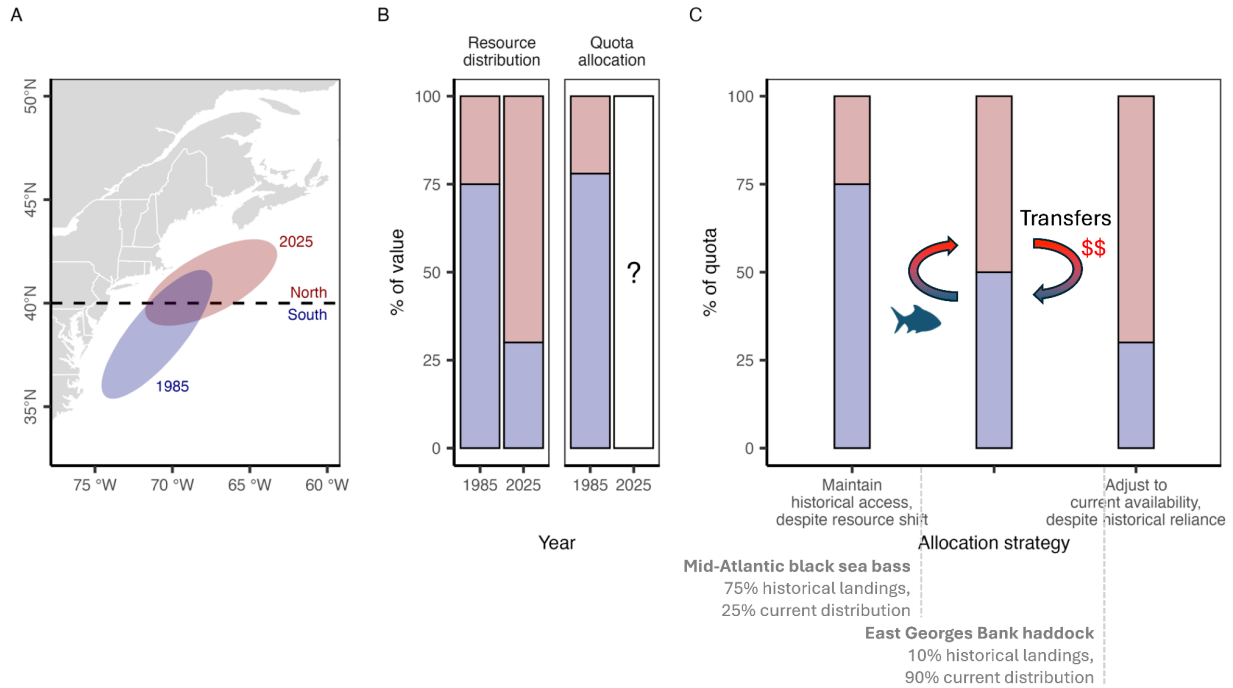 A
50°N
45°N
40°N
35°N
75 °W
70 °W
65 °W
60 °W
2025
North
South
1985
B
Resource
distribution
Quota
allocation
% of value
100
75
50
25
0
?
1985
2025
1985
2025
Year
C
% of quota
100
75
50
25
0
Transfers
$$
Maintain
historical access,
despite resource shift
Adjust to
current availability,
despite historical reliance
Allocation strategy
Mid-Atlantic black sea bass
75% historical landings,
25% current distribution
East Georges Bank haddock
10% historical landings,
90% current distribution